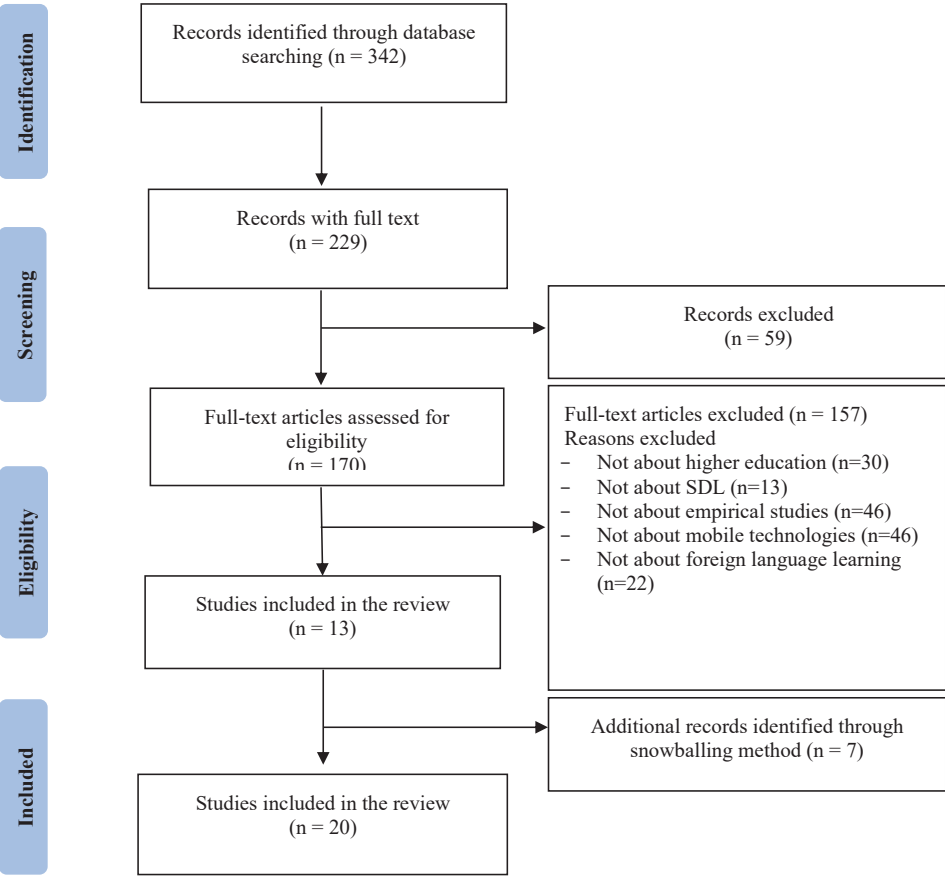 Identification
Records identified through database
searching (n = 342)
Records with full text
(n = 229)
Screening
Records excluded
(n = 59)
Full-text articles assessed for
eligibility
(n = 170)
Full-text articles excluded (n = 157)
Reasons excluded
– Not about higher education (n=30)
– Not about SDL (n=13)
– Not about empirical studies (n=46)
– Not about mobile technologies (n=46)
– Not about foreign language learning
(n=22)
Eligibility
Studies included in the review
(n = 13)
Additional records identified through
snowballing method (n = 7)
Included
Studies included in the review
(n = 20)